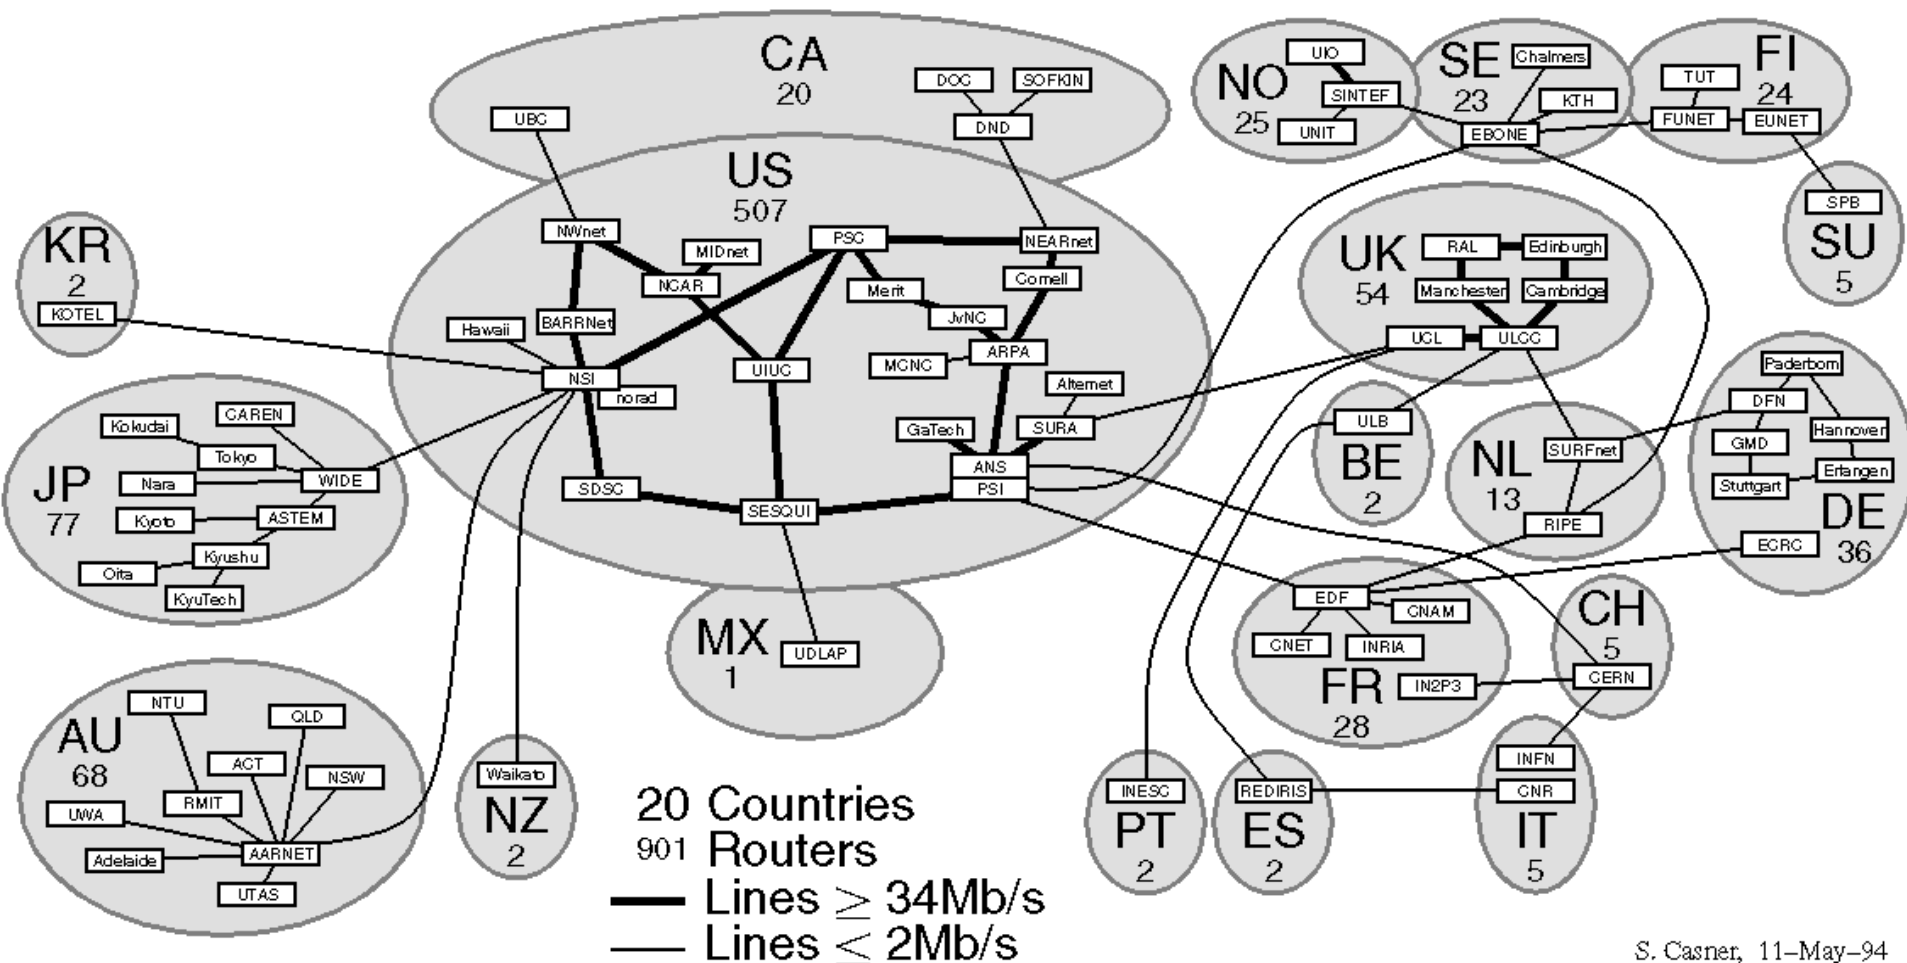 CA
20
DOC
SOFKIN
UBC
DND
US
507
NWnet
MIDnet
PSC
NEARnet
NCAR
Merit
Cornell
BARRNet
Hawaii
JvNC
ARPA
MCNC
UIUC
NSI
norad
Alternet
GaTech
SURA
ANS
PSI
SDSC
SESQUI
MX
1
UDLAP
KR
2
KOTEL
JP
77
CAREN
Kokudai
Tokyo
Nara
WIDE
Kyoto
ASTEM
Kyushu
Oita
KyuTech
AU
68
NTU
QLD
ACT
NSW
RMIT
UWA
AARNET
Adelaide
UTAS
Waikato
NZ
2
NO
25
UIO
SINTEF
UNIT
SE
23
Chalmers
KTH
EBONE
FI
24
TUT
FUNET
EUNET
SPB
SU
5
UK
54
RAL
Edinburgh
Manchester
Cambridge
UCL
ULCC
ULB
BE
2
NL
13
SURFnet
RIPE
Paderborn
DFN
GMD
Hannover
Erlangen
Stuttgart
DE
36
ECRC
EDF
CNAM
CNET
INRIA
FR
28
IN2P3
CH
5
CERN
INFN
CNR
IT
5
INESC
PT
2
REDIRIS
ES
2
20 Countries
901 Routers
Lines ≥ 34Mb/s
Lines ≤ 2Mb/s
S. Casner, 11-May-94